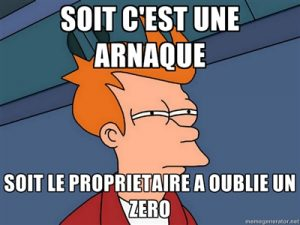 SOIT C'EST UNE
ARNAQUE
SOIT LE PROPRIETAIRE A OUBLIE UN
ZERO
memegenerator.net